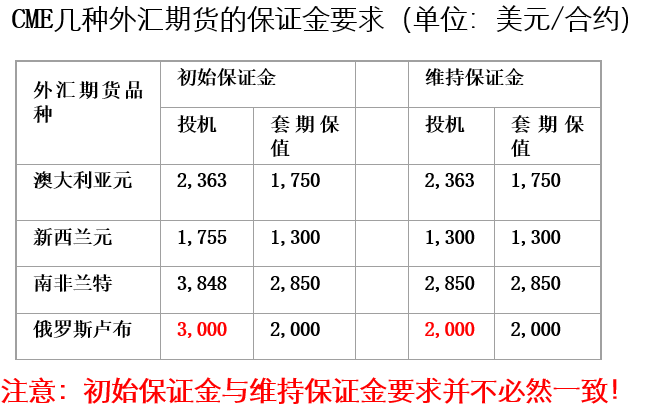 CME几种外汇期货的保证金要求（单位：美元/合约）
外汇期货品种 初始保证金 维持保证金
投机 套期保值 投机 套期保值
澳大利亚元 2,363 1,750 2,363 1,750
新西兰元 1,755 1,300 1,300 1,300
南非兰特 3,848 2,850 2,850 2,850
俄罗斯卢布 3,000 2,000 2,000 2,000
注意：初始保证金与维持保证金要求并不必然一致！